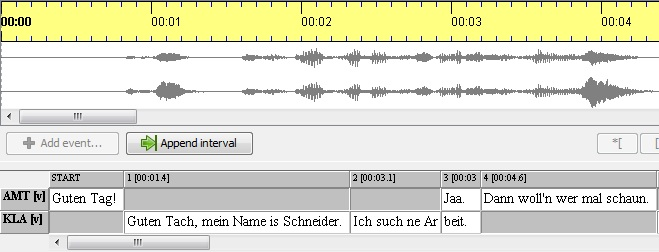 00:00 00:01 00:02 00:03 00:04
Add event... Append interval *[ [
START 1 [00:01.4] 2 [00:03.1] 3 [00:03 4 [00:04.6]
AMT [v] Guten Tag! Jaa. Dann woll'n wer mal schaun.
KLA [v] Guten Tach, mein Name is Schneider. Ich such ne Ar beit.